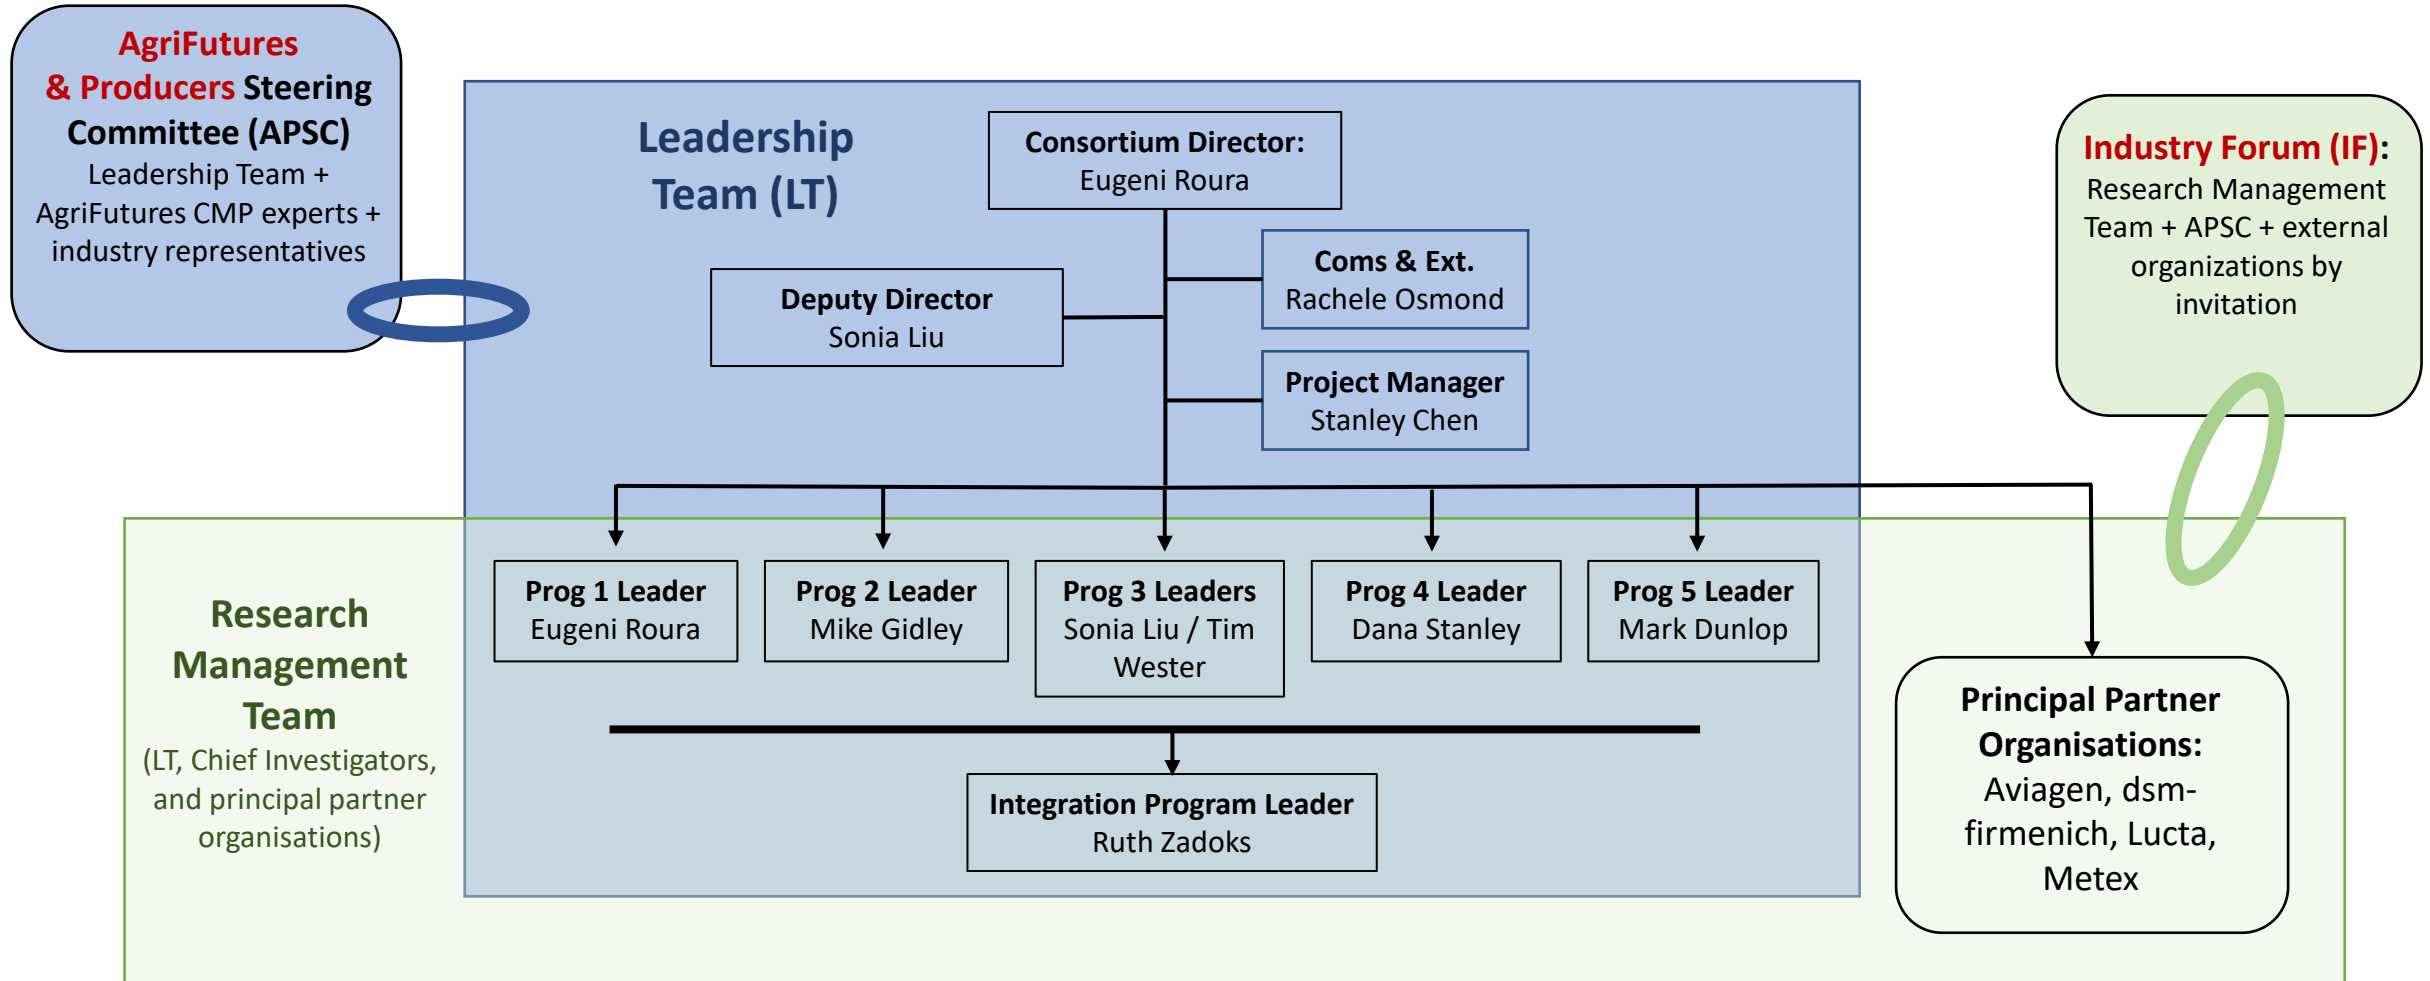 AgriFutures
& Producers Steering
Committee (APSC)
Leadership Team +
AgriFutures CMP experts +
industry representatives
Leadership
Team (LT)
Consortium Director:
Eugeni Roura
Coms & Ext.
Rachele Osmond
Deputy Director
Sonia Liu
Project Manager
Stanley Chen
Industry Forum (IF):
Research Management
Team + APSC + external
organizations by
invitation
Research
Management
Team
(LT, Chief Investigators,
and principal partner
organisations)
Prog 1 Leader
Eugeni Roura
Prog 2 Leader
Mike Gidley
Prog 3 Leaders
Sonia Liu / Tim
Wester
Prog 4 Leader
Dana Stanley
Prog 5 Leader
Mark Dunlop
Integration Program Leader
Ruth Zadoks
Principal Partner
Organisations:
Aviagen, dsm-
firmenich, Lucta,
Metex